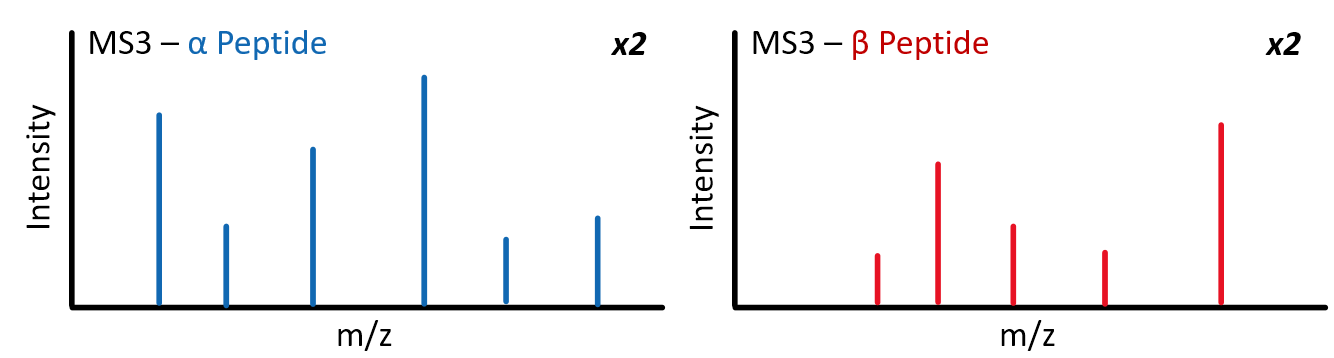 MS3 – α Peptide
x2
Intensity
m/z
MS3 – β Peptide
x2
Intensity
m/z